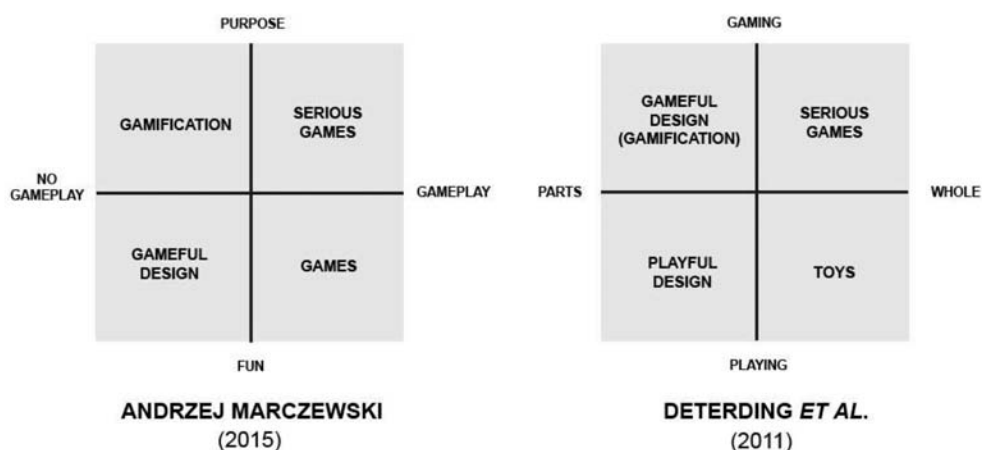 PURPOSE
GAMIFICATION
SERIOUS
GAMES
NO
GAMEPLAY
GAMEPLAY
GAMEFUL
DESIGN
GAMES
FUN
ANDRZEJ MARCZEWSKI
(2015)
GAMING
GAMEFUL
DESIGN
(GAMIFICATION)
SERIOUS
GAMES
PARTS
WHOLE
PLAYFUL
DESIGN
TOYS
PLAYING
DETERDING ET AL.
(2011)